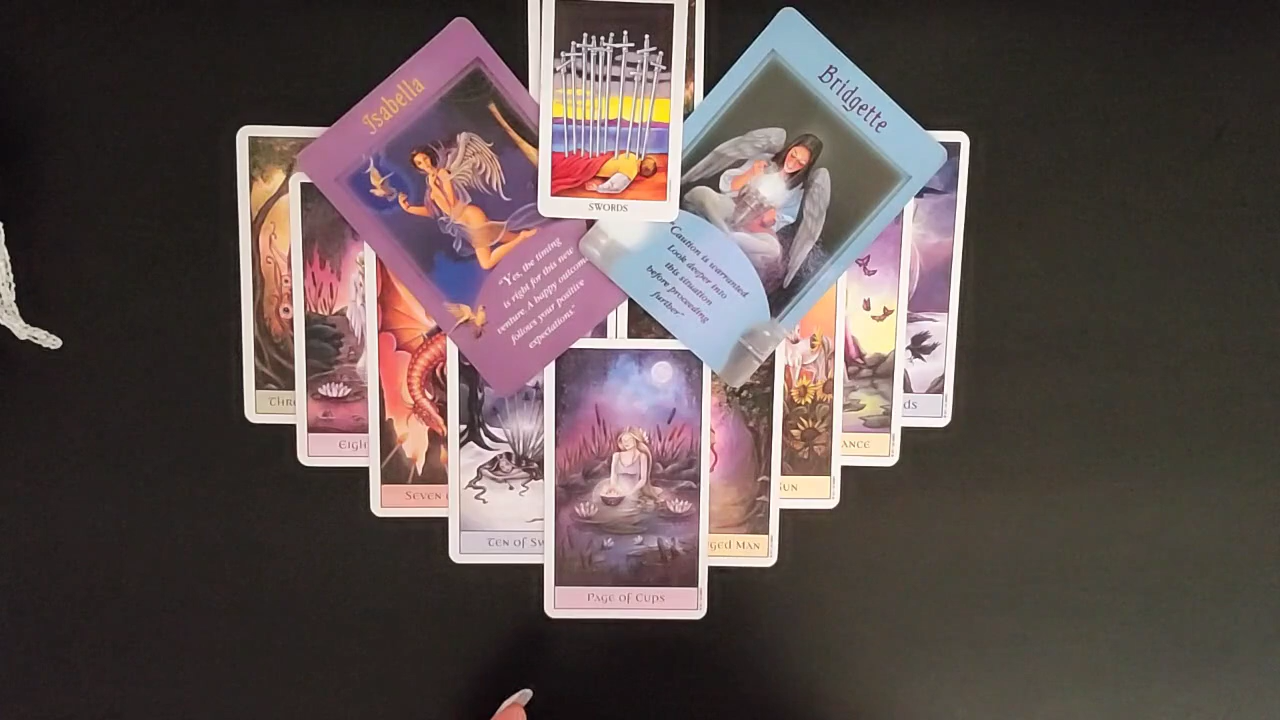 Isabella
"Yes, the timing
is right for this new
venture. A happy outcome
follows your positive
expectations."
SWORDS
Bridgette
"Caution is warranted
Look deeper into
this situation
before proceeding
further"
THR
EIGH
SEVEN
TEN OF SW
PAGE OF CUPS
GED MAN
UN
ANCE
DS